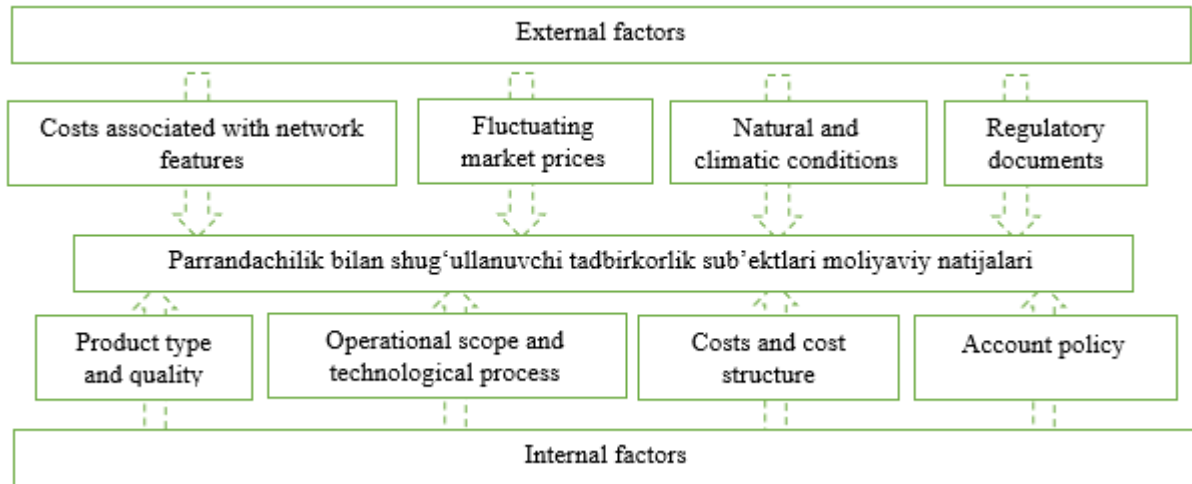 External factors
Costs associated with network
features
Fluctuating
market prices
Natural and
climatic conditions
Regulatory
documents
Parrandachilik bilan shug‘ullanuvchi tadbirkorlik sub’ektlari moliyaviy natijalari
Product type
and quality
Operational scope and
technological process
Costs and cost
structure
Account policy
Internal factors